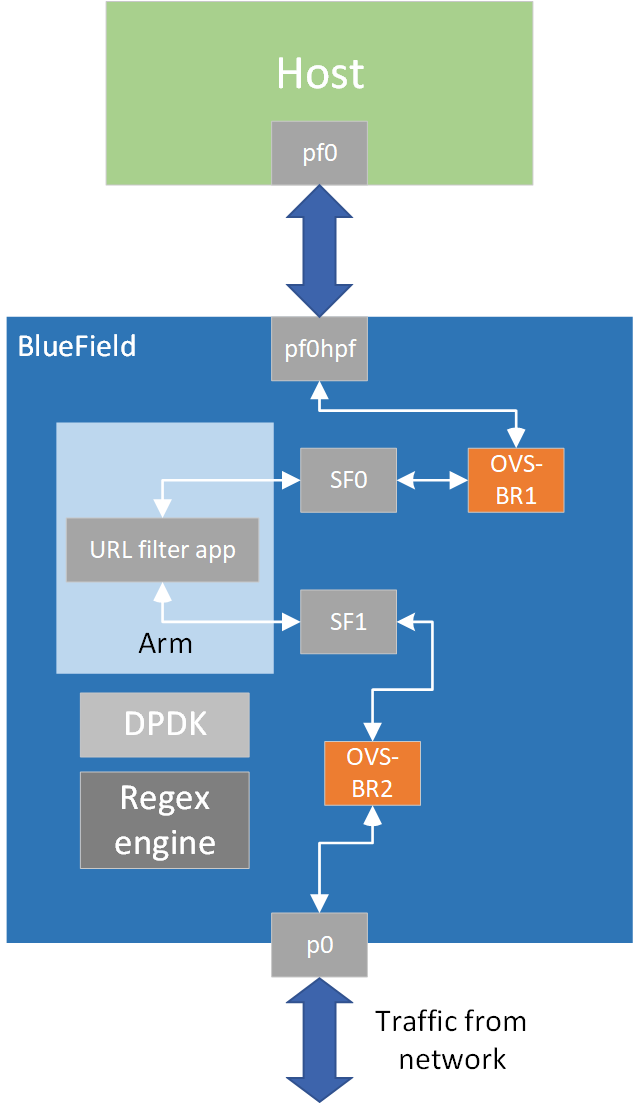 Host
pf0
BlueField
pf0hpf
SF0
OVS-
BR1
URL filter app
SF1
Arm
DPDK
OVS-
BR2
Regex
engine
p0
Traffic from
network